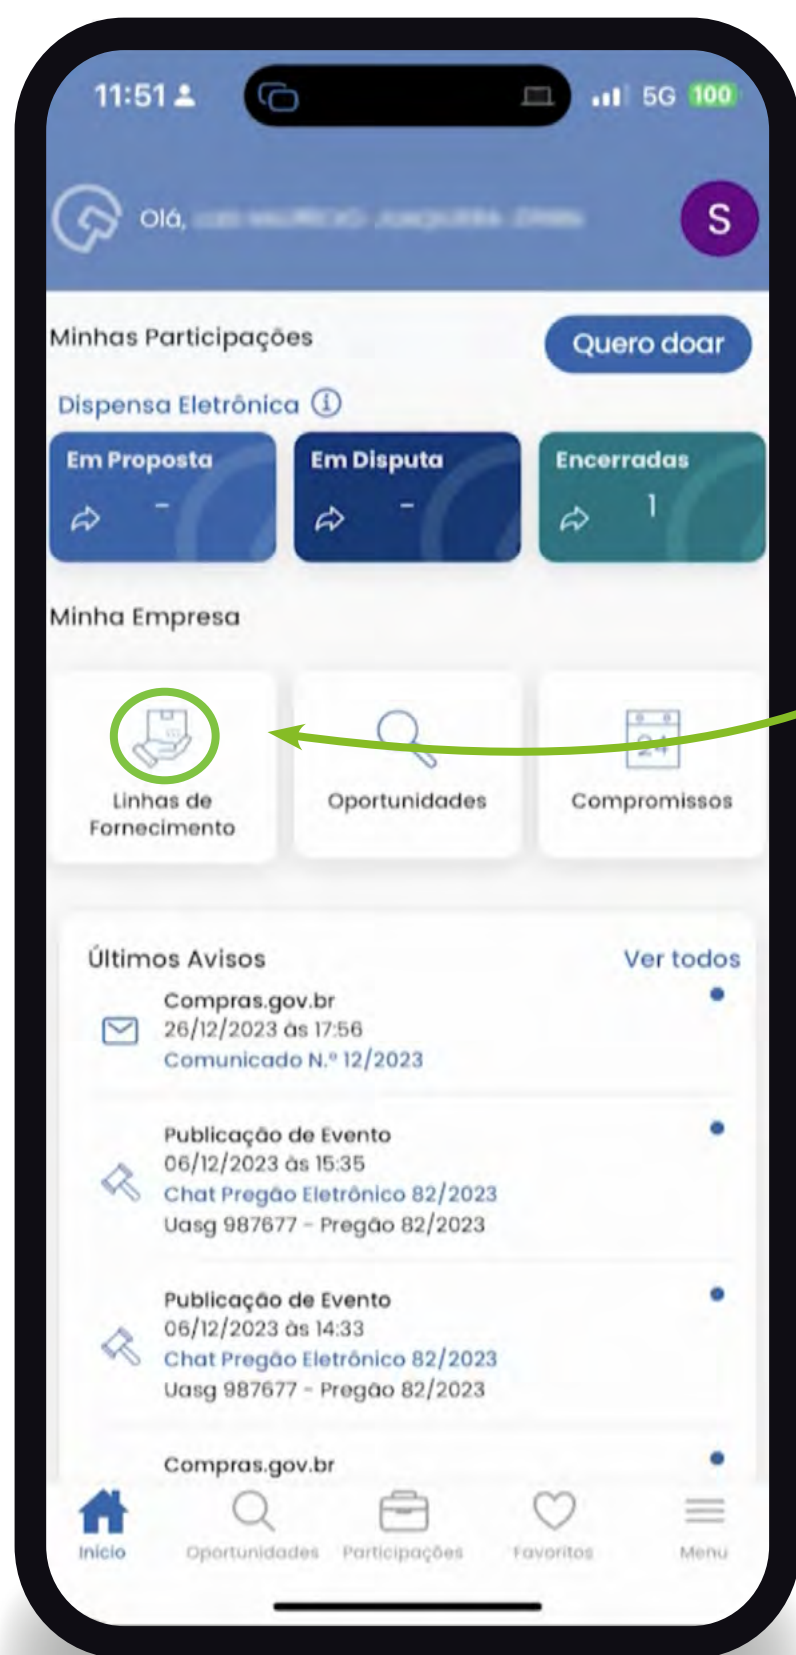 11:51
5G 100
Olá,
S
Minhas Participações
Quero doar
Dispensa Eletrônica
Em Proposta
-
Em Disputa
-
Encerradas
1
Minha Empresa
24
Linhas de
Fornecimento
Oportunidades
Compromissos
Últimos Avisos
Ver todos
Compras.gov.br
26/12/2023 às 17:56
Comunicado N.º 12/2023
Publicação de Evento
06/12/2023 às 15:35
Chat Pregão Eletrônico 82/2023
Uasg 987677 - Pregão 82/2023
Publicação de Evento
06/12/2023 às 14:33
Chat Pregão Eletrônico 82/2023
Uasg 987677 - Pregão 82/2023
Compras.gov.br
Início
Oportunidades
Participações
Favoritos
Menu